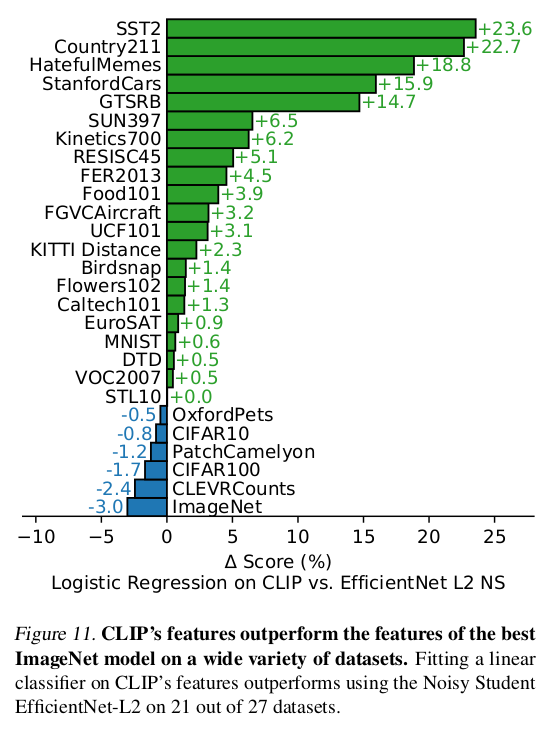 SST2 +23.6
Country211 +22.7
HatefulMemes +18.8
StanfordCars +15.9
GTSRB +14.7
SUN397 +6.5
Kinetics700 +6.2
RESISC45 +5.1
FER2013 +4.5
Food101 +3.9
FGVCAircraft +3.2
UCF101 +3.1
KITTI Distance +2.3
Birdsnap +1.4
Flowers102 +1.4
Caltech101 +1.3
EuroSAT +0.9
MNIST +0.6
DTD +0.5
VOC2007 +0.5
STL10 +0.0
-0.5 OxfordPets
-0.8 CIFAR10
-1.2 PatchCamelyon
-1.7 CIFAR100
-2.4 CLEVRCounts
-3.0 ImageNet
−10 −5 0 5 10 15 20 25
Δ Score (%)
Logistic Regression on CLIP vs. EfficientNet L2 NS
Figure 11. CLIP's features outperform the features of the best
ImageNet model on a wide variety of datasets. Fitting a linear
classifier on CLIP's features outperforms using the Noisy Student
EfficientNet-L2 on 21 out of 27 datasets.